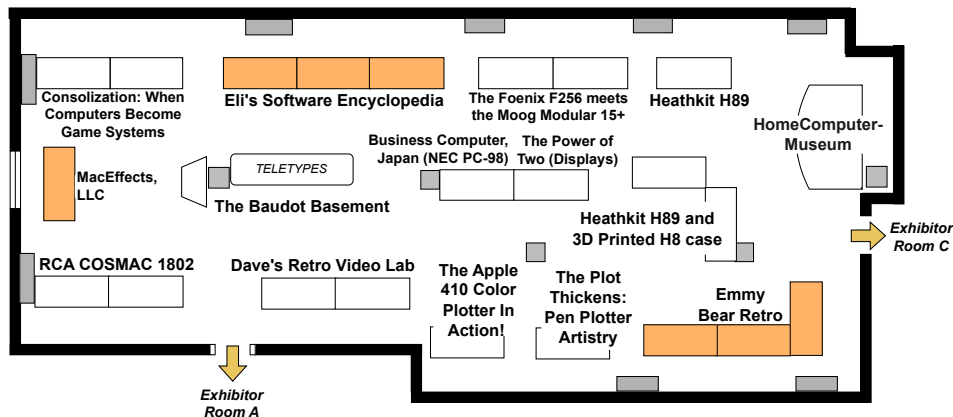 Consolization: When
Computers Become
Game Systems
Eli's Software Encyclopedia
The Foenix F256 meets
the Moog Modular 15+
Heathkit H89
HomeComputer-
Museum
MacEffects,
LLC
TELETYPES
The Baudot Basement
Business Computer,
Japan (NEC PC-98)
The Power of
Two (Displays)
Heathkit H89 and
3D Printed H8 case
Exhibitor
Room C
RCA COSMAC 1802
Dave's Retro Video Lab
The Apple
410 Color
Plotter In
Action!
The Plot
Thickens:
Pen Plotter
Artistry
Emmy
Bear Retro
Exhibitor
Room A